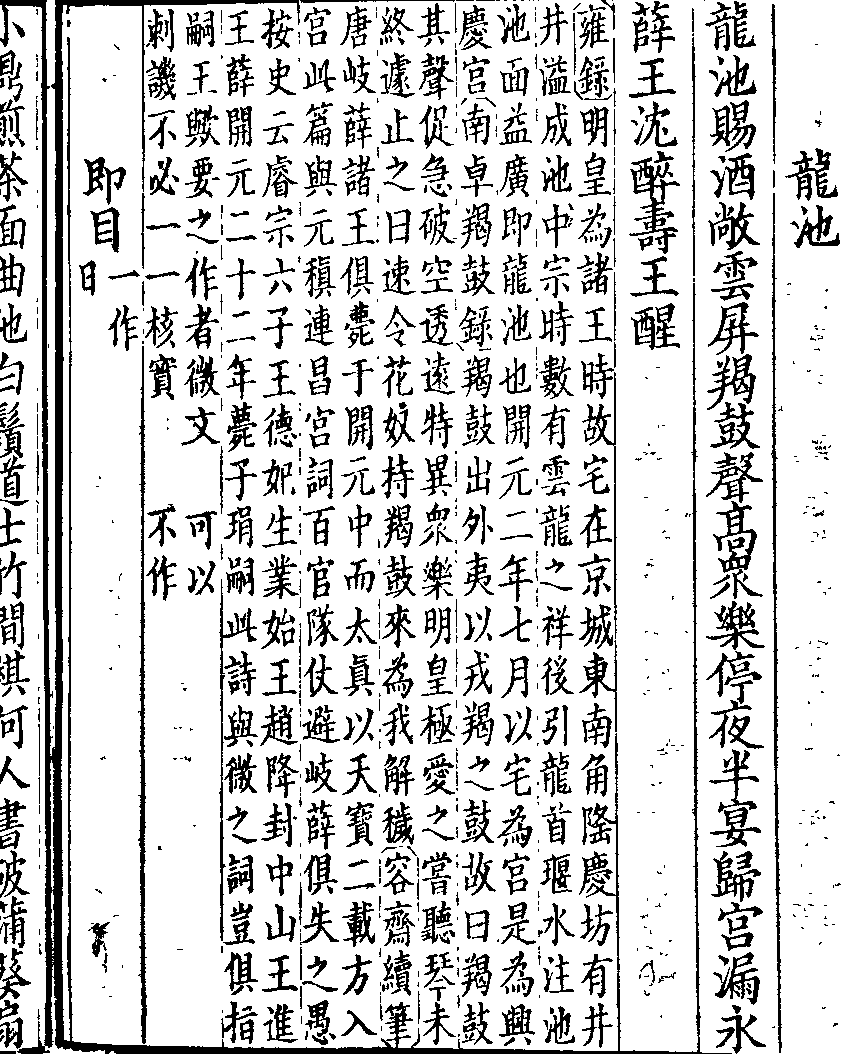 龍池
龍池賜酒敞雲屏羯鼓聲高衆樂停夜半宴歸宮漏永
薛王沈醉壽王醒
雍錄明皇為諸王時故宅在京城東南角隆慶坊有井
井溢成池中宗時數有雲龍之祥後引龍首堰水注池
池面益廣即龍池也開元二年七月以宅為宮是為興
慶宮南卓羯鼓錄羯鼓出外夷以戎羯之鼓故曰羯鼓
其聲促急破空透遠特異衆樂明皇極愛之嘗聽琴未
終遽止之曰速令花奴持羯鼓來為我解穢容齋續筆
唐岐薛諸王俱薨于開元中而太真以天寶二載方入
宮此篇與元稹連昌宮詞百官隊仗避岐薛俱失之愚
按史云睿宗六子王德妃生業始王趙降封中山王進
王薛開元二十二年薨子琄嗣此詩與微之詞豈俱指
嗣王歟要之作者微文 可以
刺譏不必一一核實 不作
即目一作
日
小鼎煎茶面曲池白鬚道士竹間棋何人書破蒲葵扇